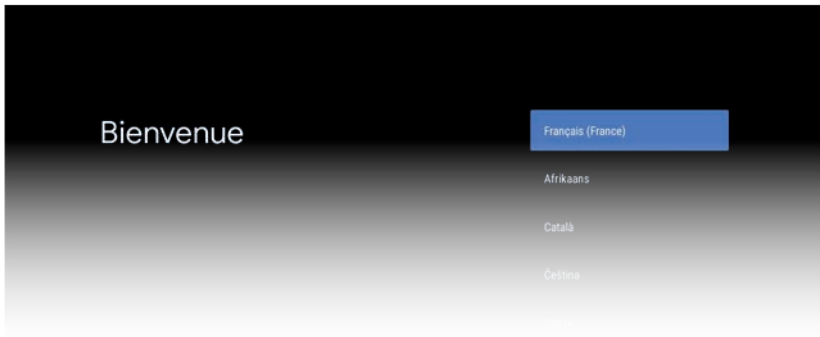 Bienvenue
Français (France)
Afrikaans
Català
Čeština